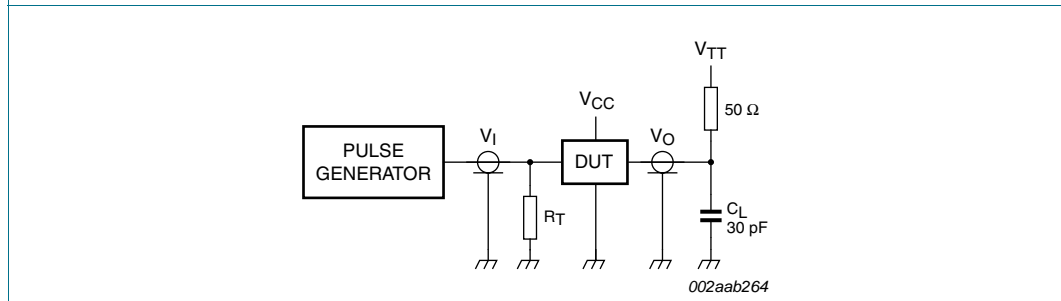 V_TT
50 Ω
V_CC
V_I
V_O
PULSE
GENERATOR
DUT
R_T
C_L
30 pF
002aab264